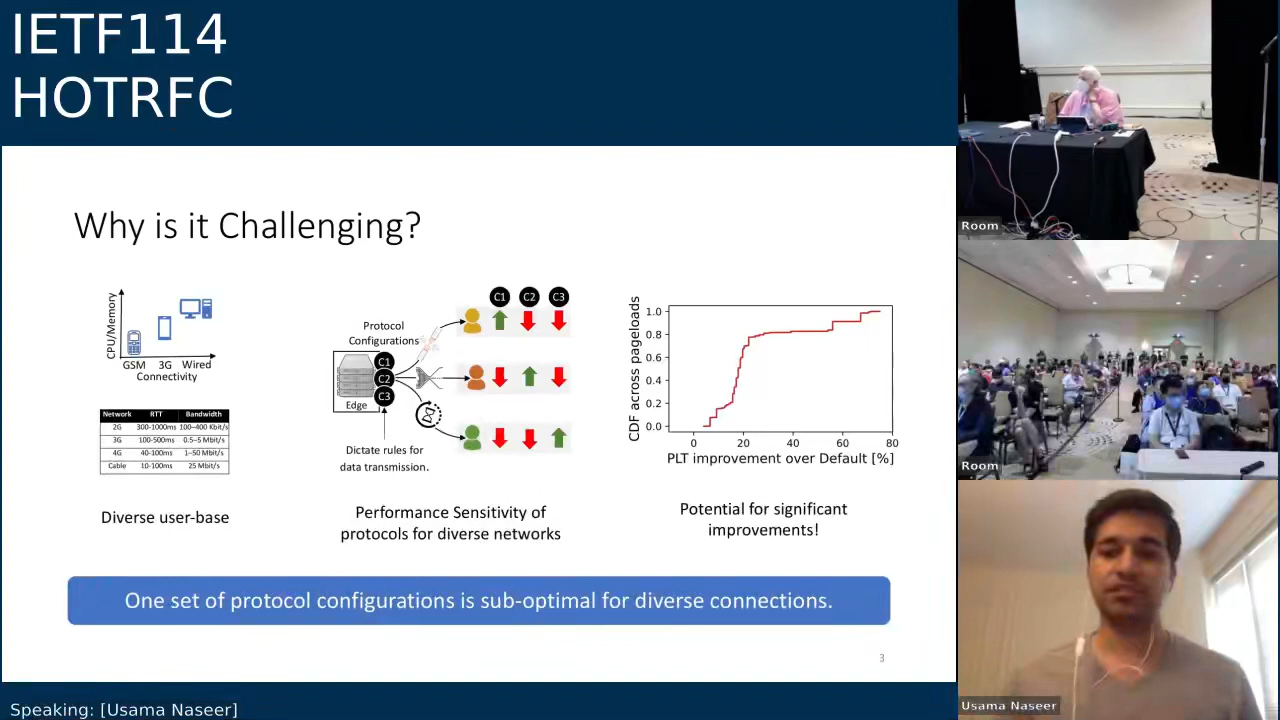 IETF114
HOTRFC
Why is it Challenging?
CPU/Memory
GSM 3G Wired
Connectivity
Network RTT Bandwidth
2G 300-1000ms 100–400 Kbit/s
3G 100-500ms 0.5–5 Mbit/s
4G 40-100ms 1–50 Mbit/s
Cable 10-100ms 25 Mbit/s
Diverse user-base
Protocol
Configurations
C1
C2
C3
Edge
Dictate rules for
data transmission.
C1 C2 C3
Performance Sensitivity of
protocols for diverse networks
CDF across pageloads
1.0
0.8
0.6
0.4
0.2
0.0
0 20 40 60 80
PLT improvement over Default [%]
Potential for significant
improvements!
One set of protocol configurations is sub-optimal for diverse connections.
3
Speaking: [Usama Naseer]
Room
Room
Usama Naseer